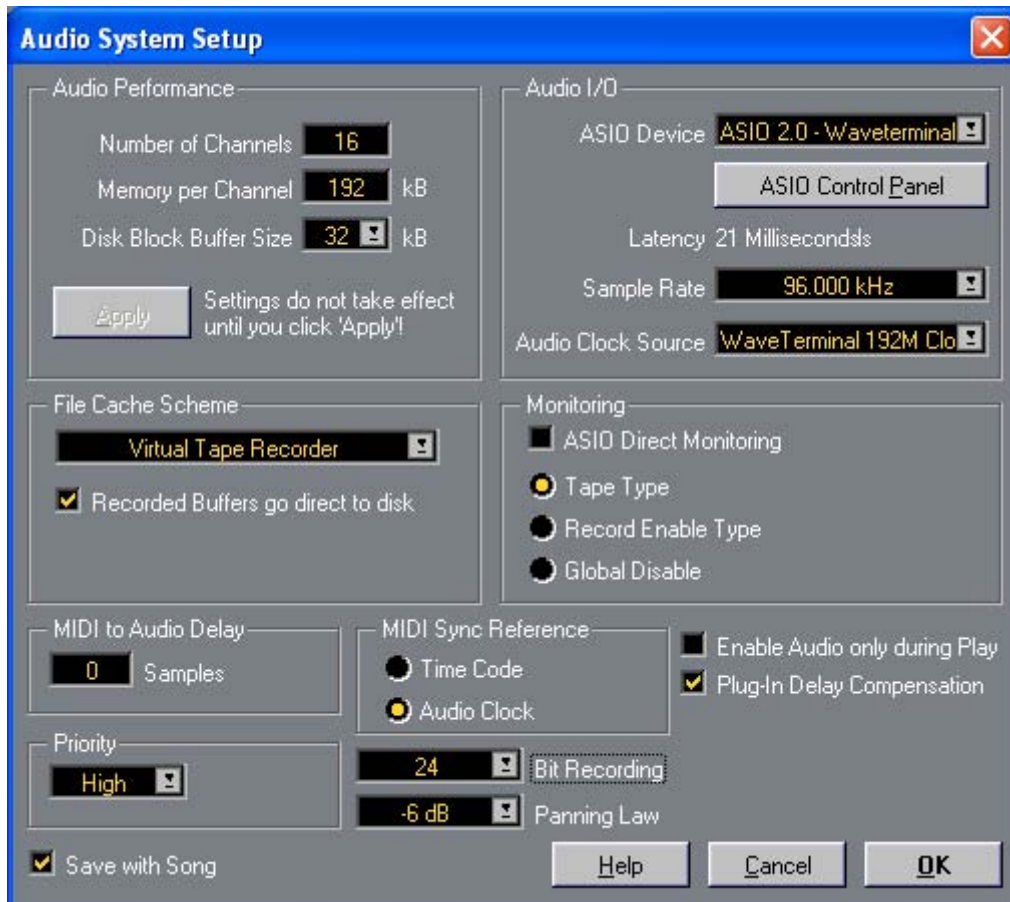 Audio System Setup
Audio Performance
Number of Channels 16
Memory per Channel 192 kB
Disk Block Buffer Size 32 kB
Apply
Settings do not take effect
until you click 'Apply'!
Audio I/O
ASIO Device ASIO 2.0 - Waveterminal
ASIO Control Panel
Latency 21 Millisecondsls
Sample Rate 96.000 kHz
Audio Clock Source WaveTerminal 192M Clo
File Cache Scheme
Virtual Tape Recorder
Recorded Buffers go direct to disk
Monitoring
ASIO Direct Monitoring
Tape Type
Record Enable Type
Global Disable
MIDI to Audio Delay
0 Samples
MIDI Sync Reference
Time Code
Audio Clock
Enable Audio only during Play
Plug-In Delay Compensation
Priority
High
24 Bit Recording
-6 dB Panning Law
Save with Song
Help
Cancel
OK